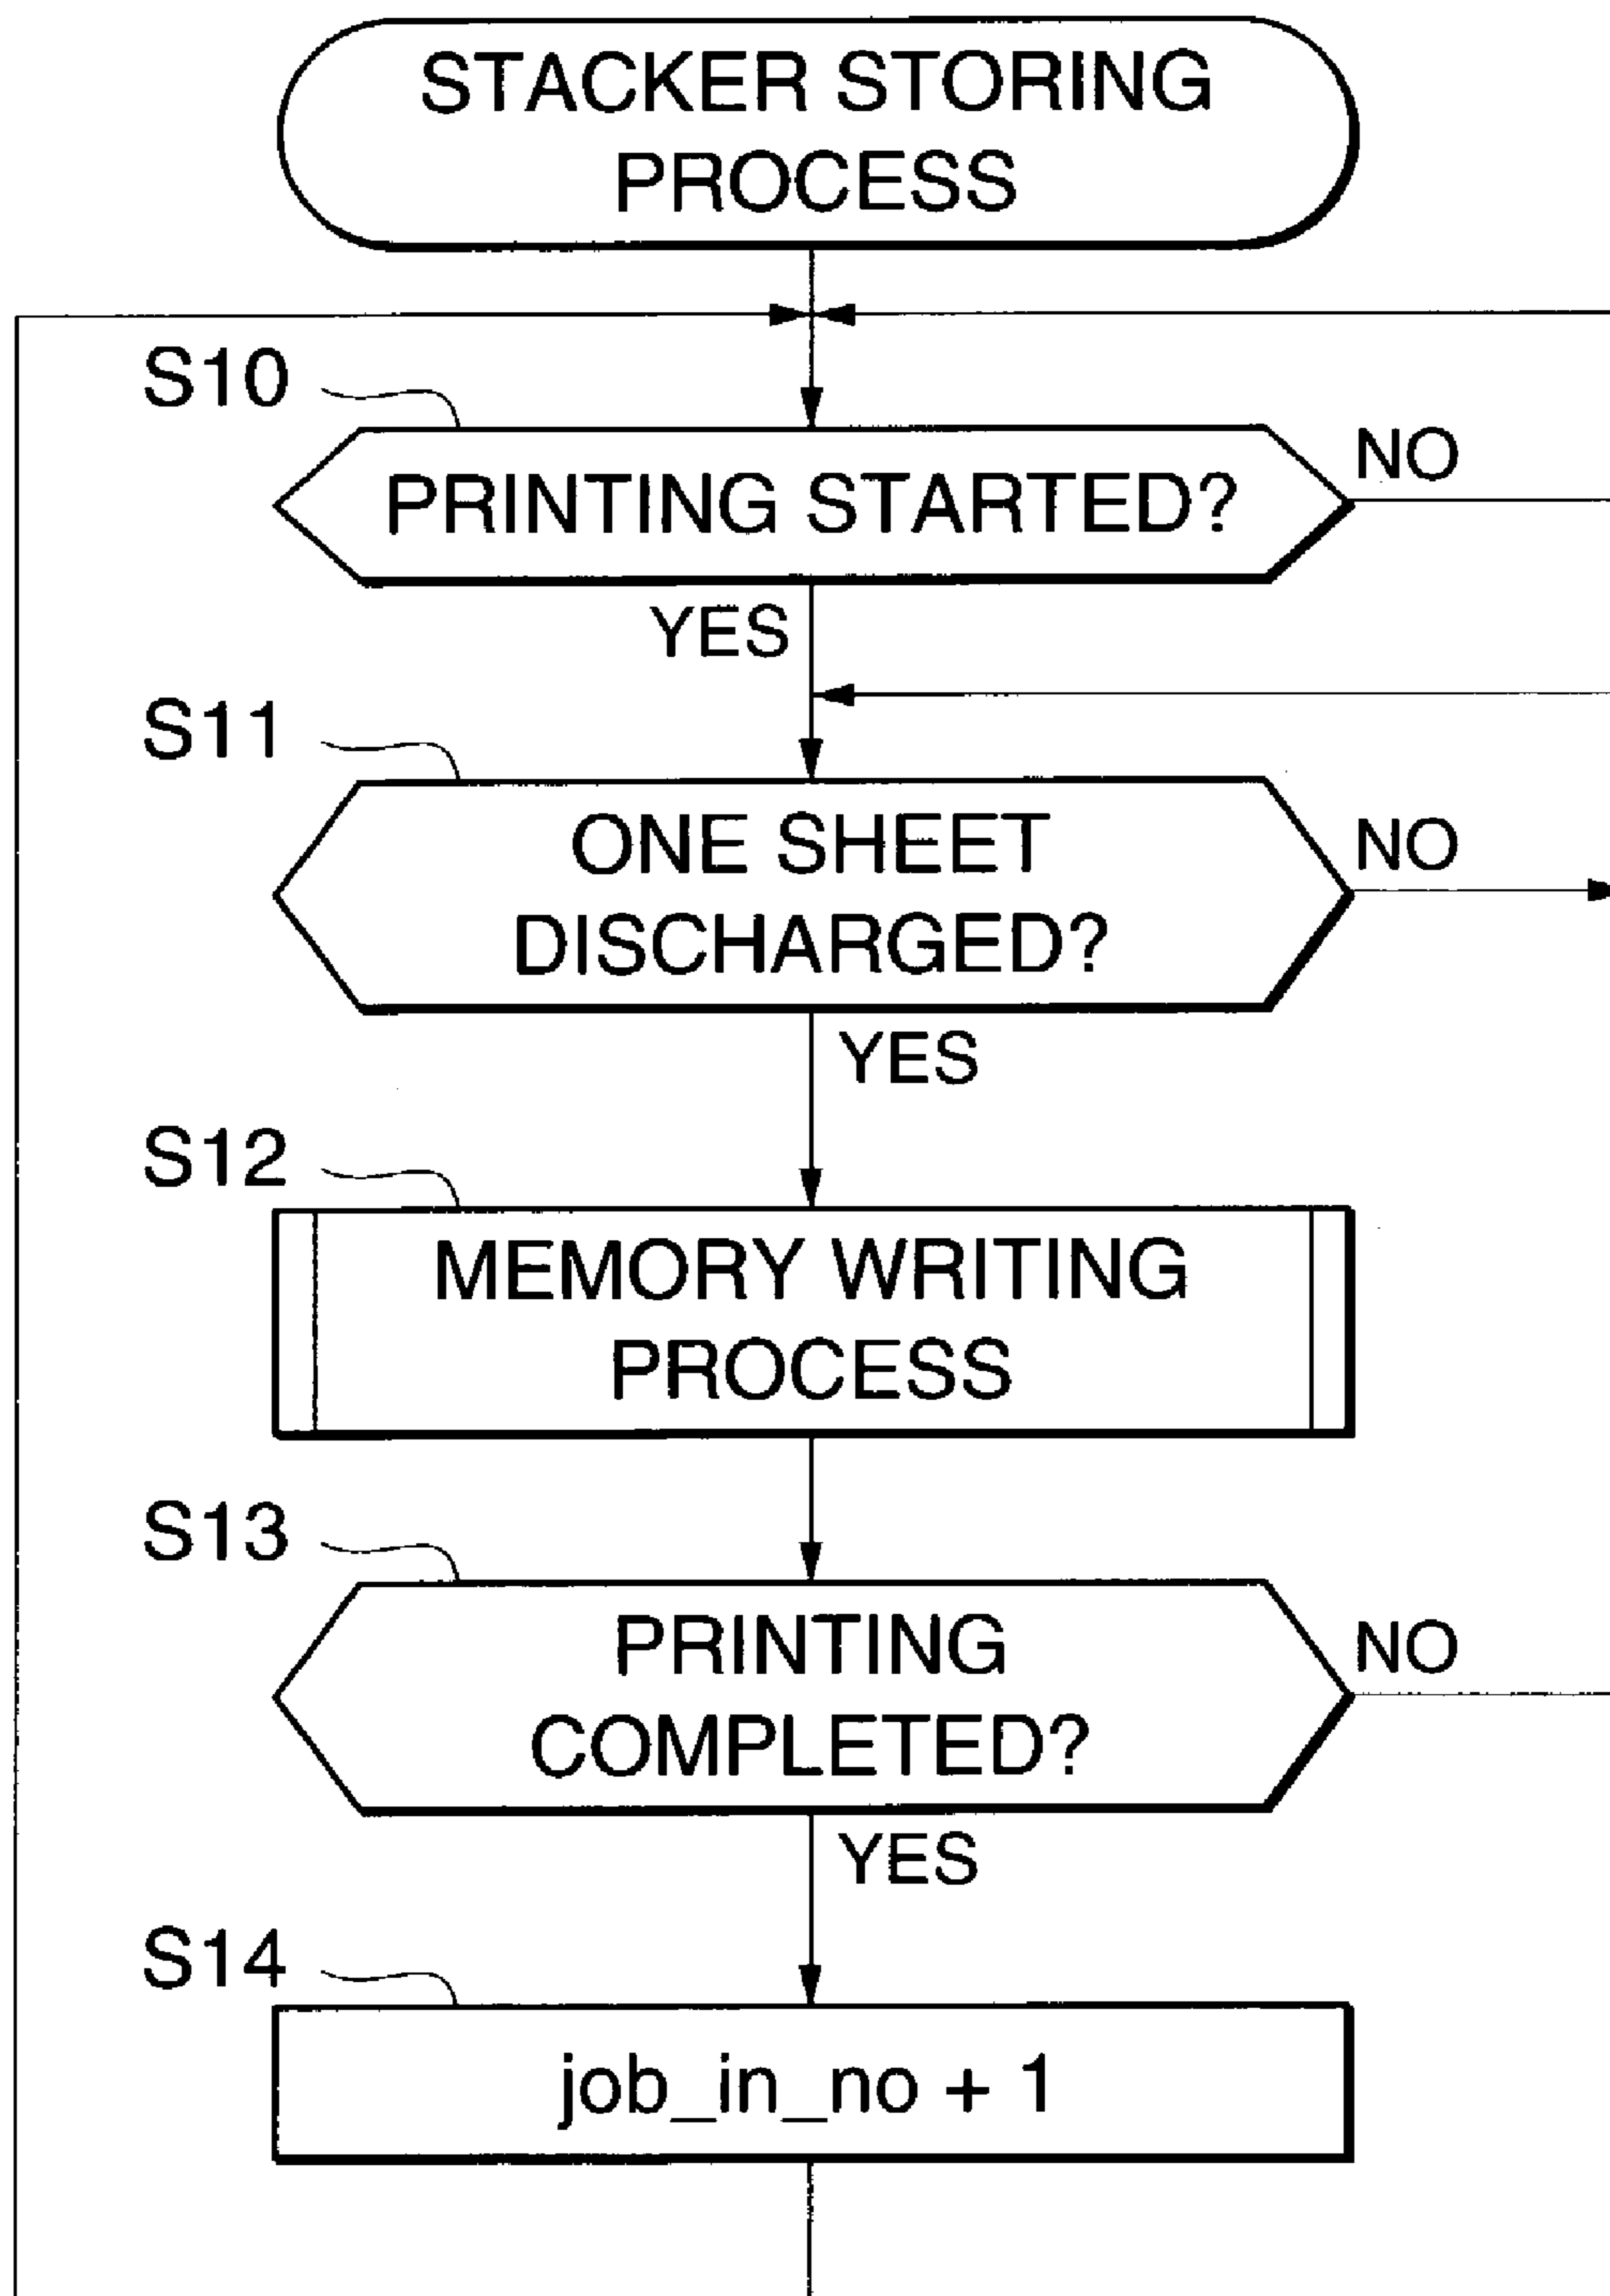 STACKER STORING
PROCESS
S10
PRINTING STARTED?
NO
YES
S11
ONE SHEET
DISCHARGED?
NO
YES
S12
MEMORY WRITING
PROCESS
S13
PRINTING
COMPLETED?
NO
YES
S14
job_in_no + 1